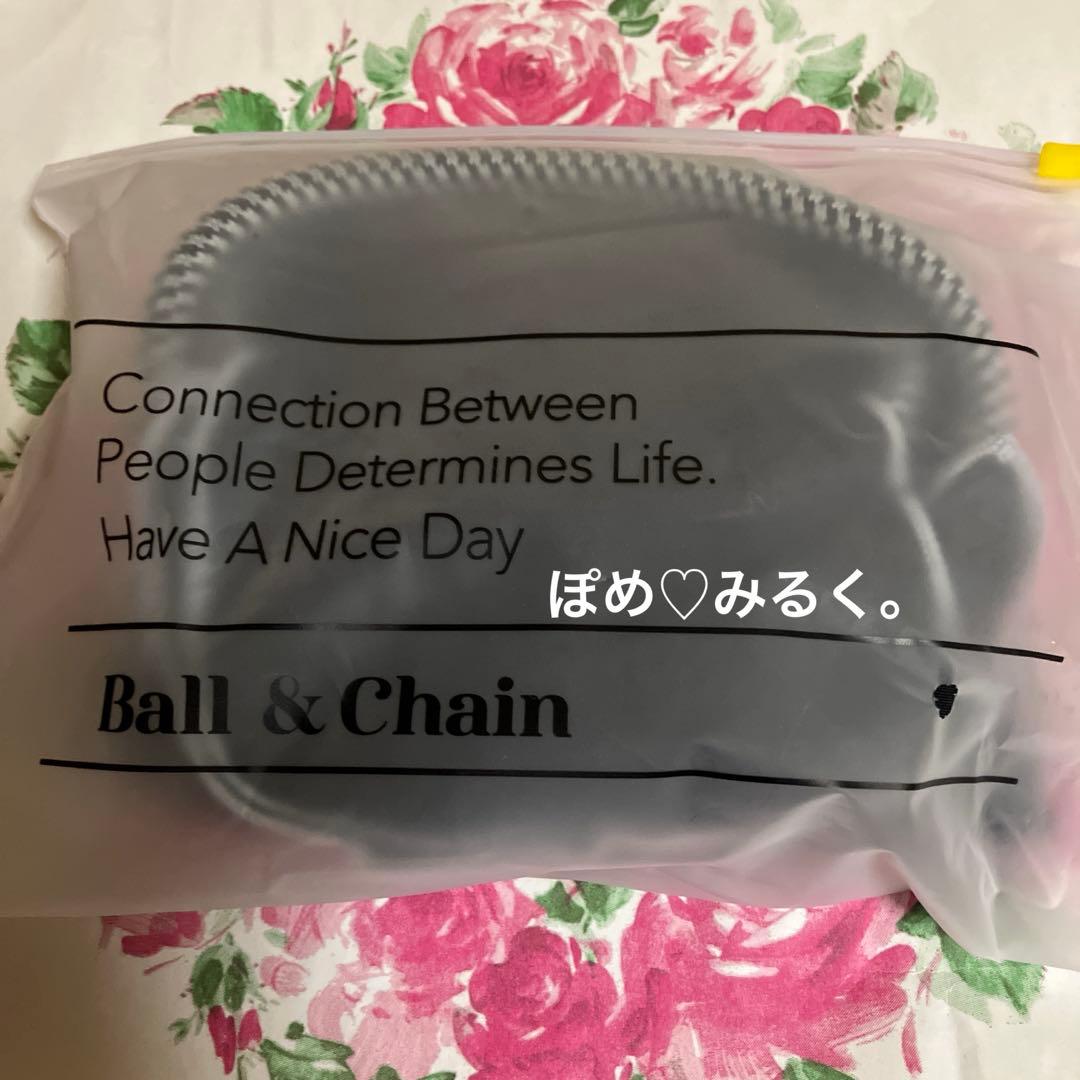 Connection Between
People Determines Life.
Have A Nice Day
ぽめ♡みるく。
Ball & Chain